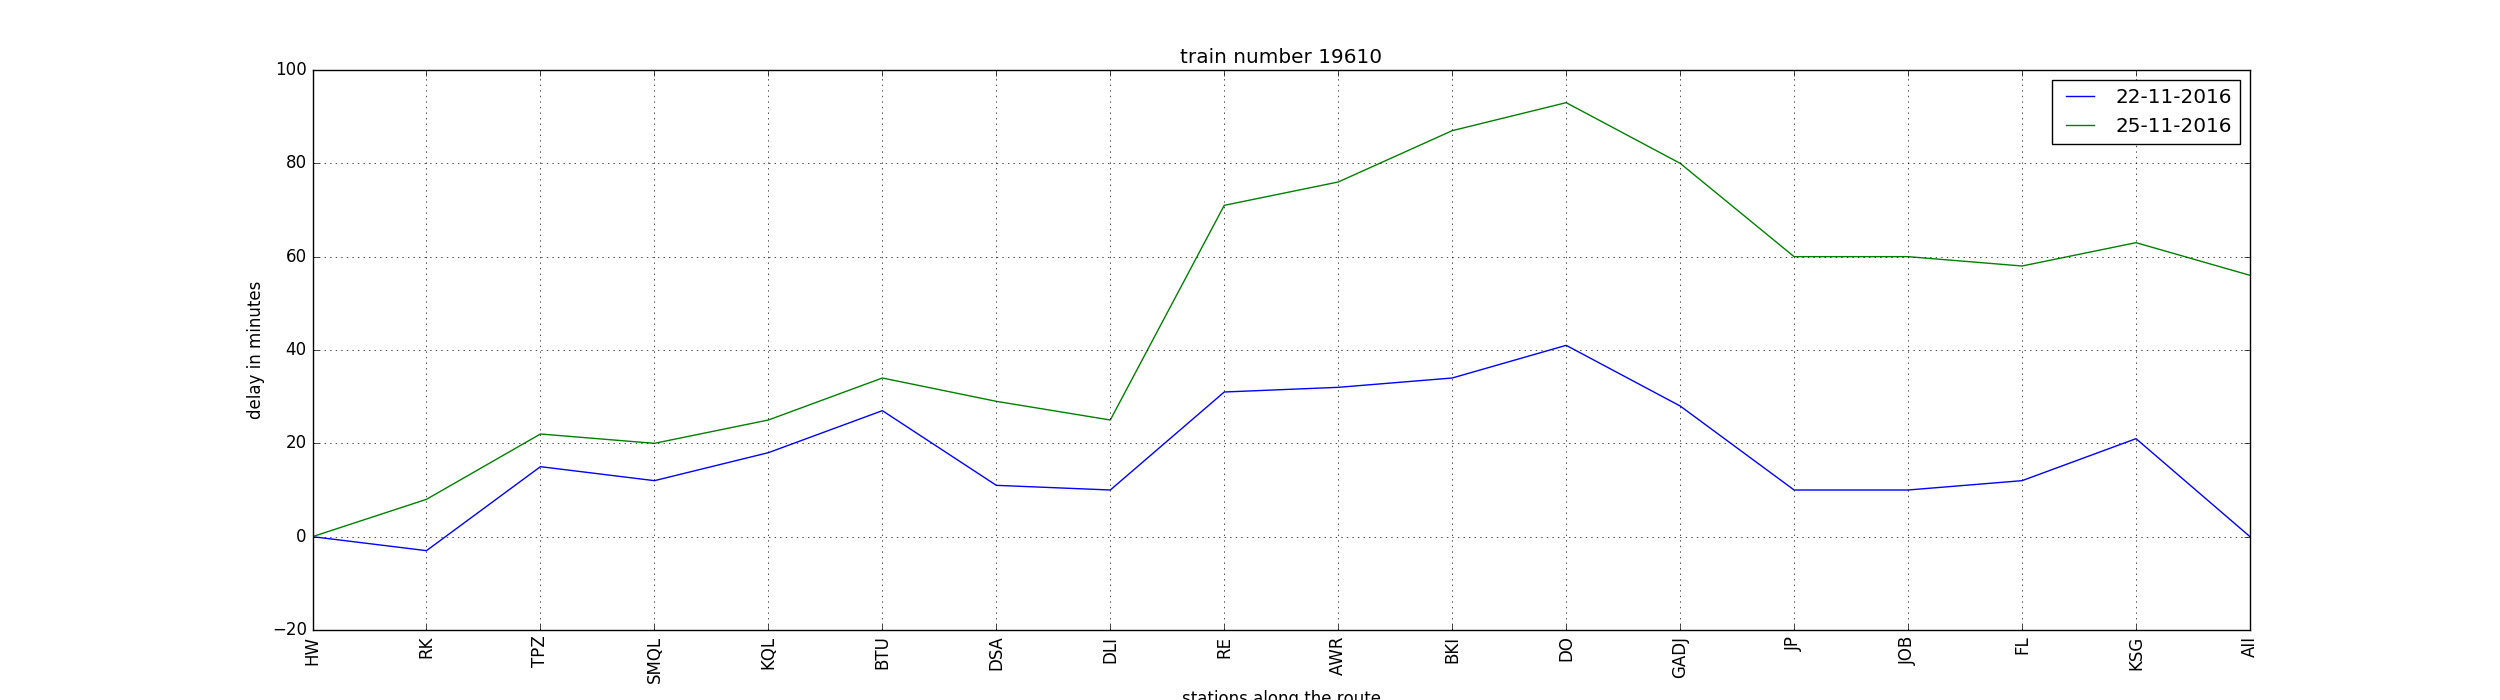 train number 19610
100
80
60
40
20
0
−20
delay in minutes
22-11-2016
25-11-2016
HW
RK
TPZ
SMQL
KQL
BTU
DSA
DLI
RE
AWR
BKI
DO
GADJ
JP
JOB
FL
KSG
AII
stations along the route